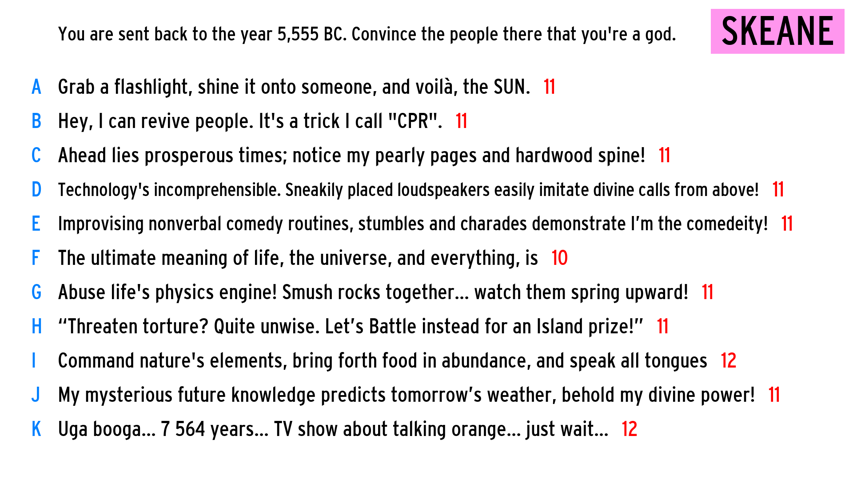 You are sent back to the year 5,555 BC. Convince the people there that you're a god. SKEANE
A Grab a flashlight, shine it onto someone, and voilà, the SUN. 11
B Hey, I can revive people. It's a trick I call "CPR". 11
C Ahead lies prosperous times; notice my pearly pages and hardwood spine! 11
D Technology's incomprehensible. Sneakily placed loudspeakers easily imitate divine calls from above! 11
E Improvising nonverbal comedy routines, stumbles and charades demonstrate I’m the comedeity! 11
F The ultimate meaning of life, the universe, and everything, is 10
G Abuse life's physics engine! Smush rocks together... watch them spring upward! 11
H “Threaten torture? Quite unwise. Let’s Battle instead for an Island prize!” 11
I Command nature's elements, bring forth food in abundance, and speak all tongues 12
J My mysterious future knowledge predicts tomorrow’s weather, behold my divine power! 11
K Uga booga... 7 564 years... TV show about talking orange... just wait... 12